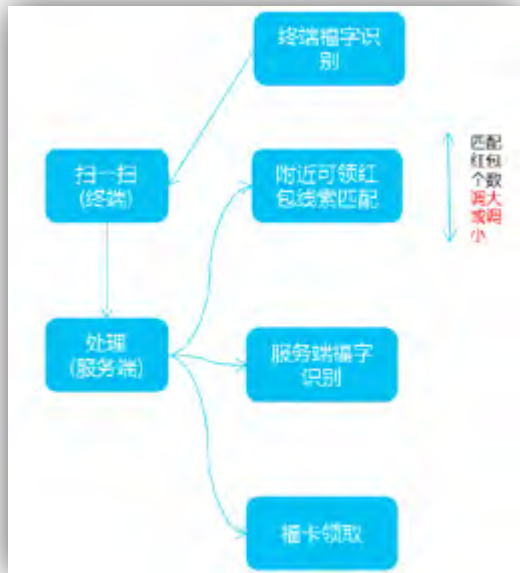 终端福字识
别
扫一扫
(终端)
附近可领红
包线索匹配
匹配
红包
个数
调大
或调
小
处理
(服务端)
服务端福字
识别
福卡领取